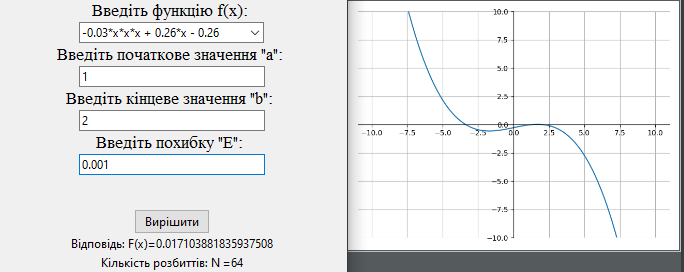 Введіть функцію f(x):
-0.03*x*x*x + 0.26*x - 0.26
Введіть початкове значення "a":
1
Введіть кінцеве значення "b":
2
Введіть похибку "E":
0.001
Вирішити
Відповідь: F(x)=0.017103881835937508
Кількість розбиттів: N =64
10.0
7.5
5.0
2.5
0.0
−10.0 −7.5 −5.0 −2.5 0.0 2.5 5.0 7.5 10.0
−2.5
−5.0
−7.5
−10.0